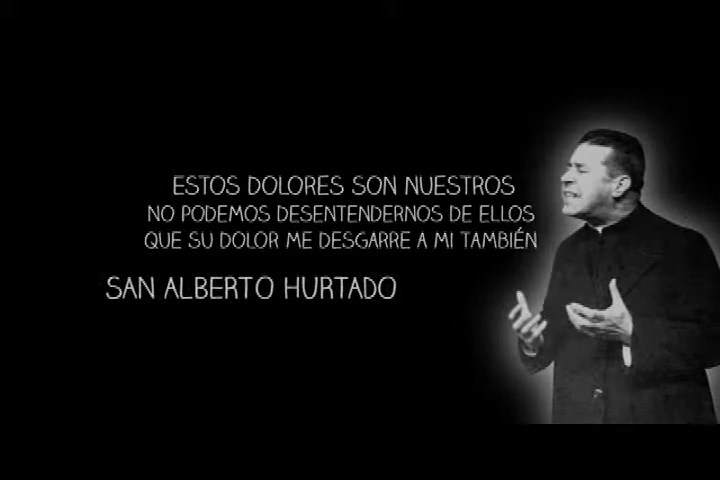 ESTOS DOLORES SON NUESTROS
NO PODEMOS DESENTENDERNOS DE ELLOS
QUE SU DOLOR ME DESGARRE A MI TAMBIÉN
SAN ALBERTO HURTADO